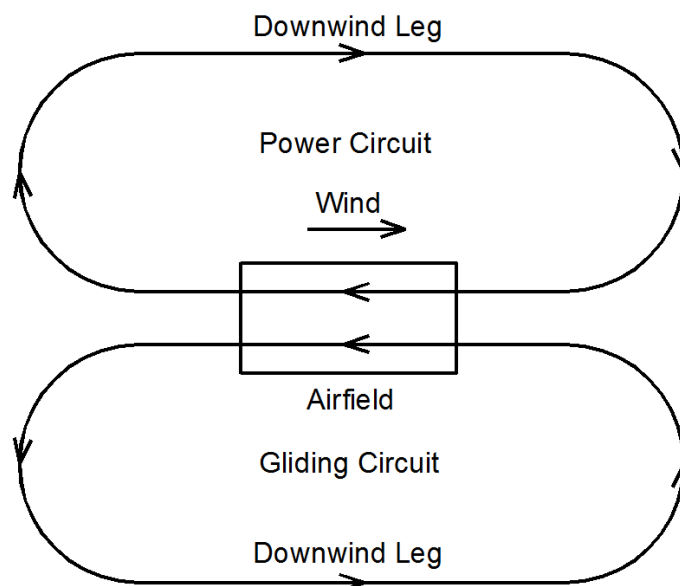 Downwind Leg
Power Circuit
Wind
Airfield
Gliding Circuit
Downwind Leg